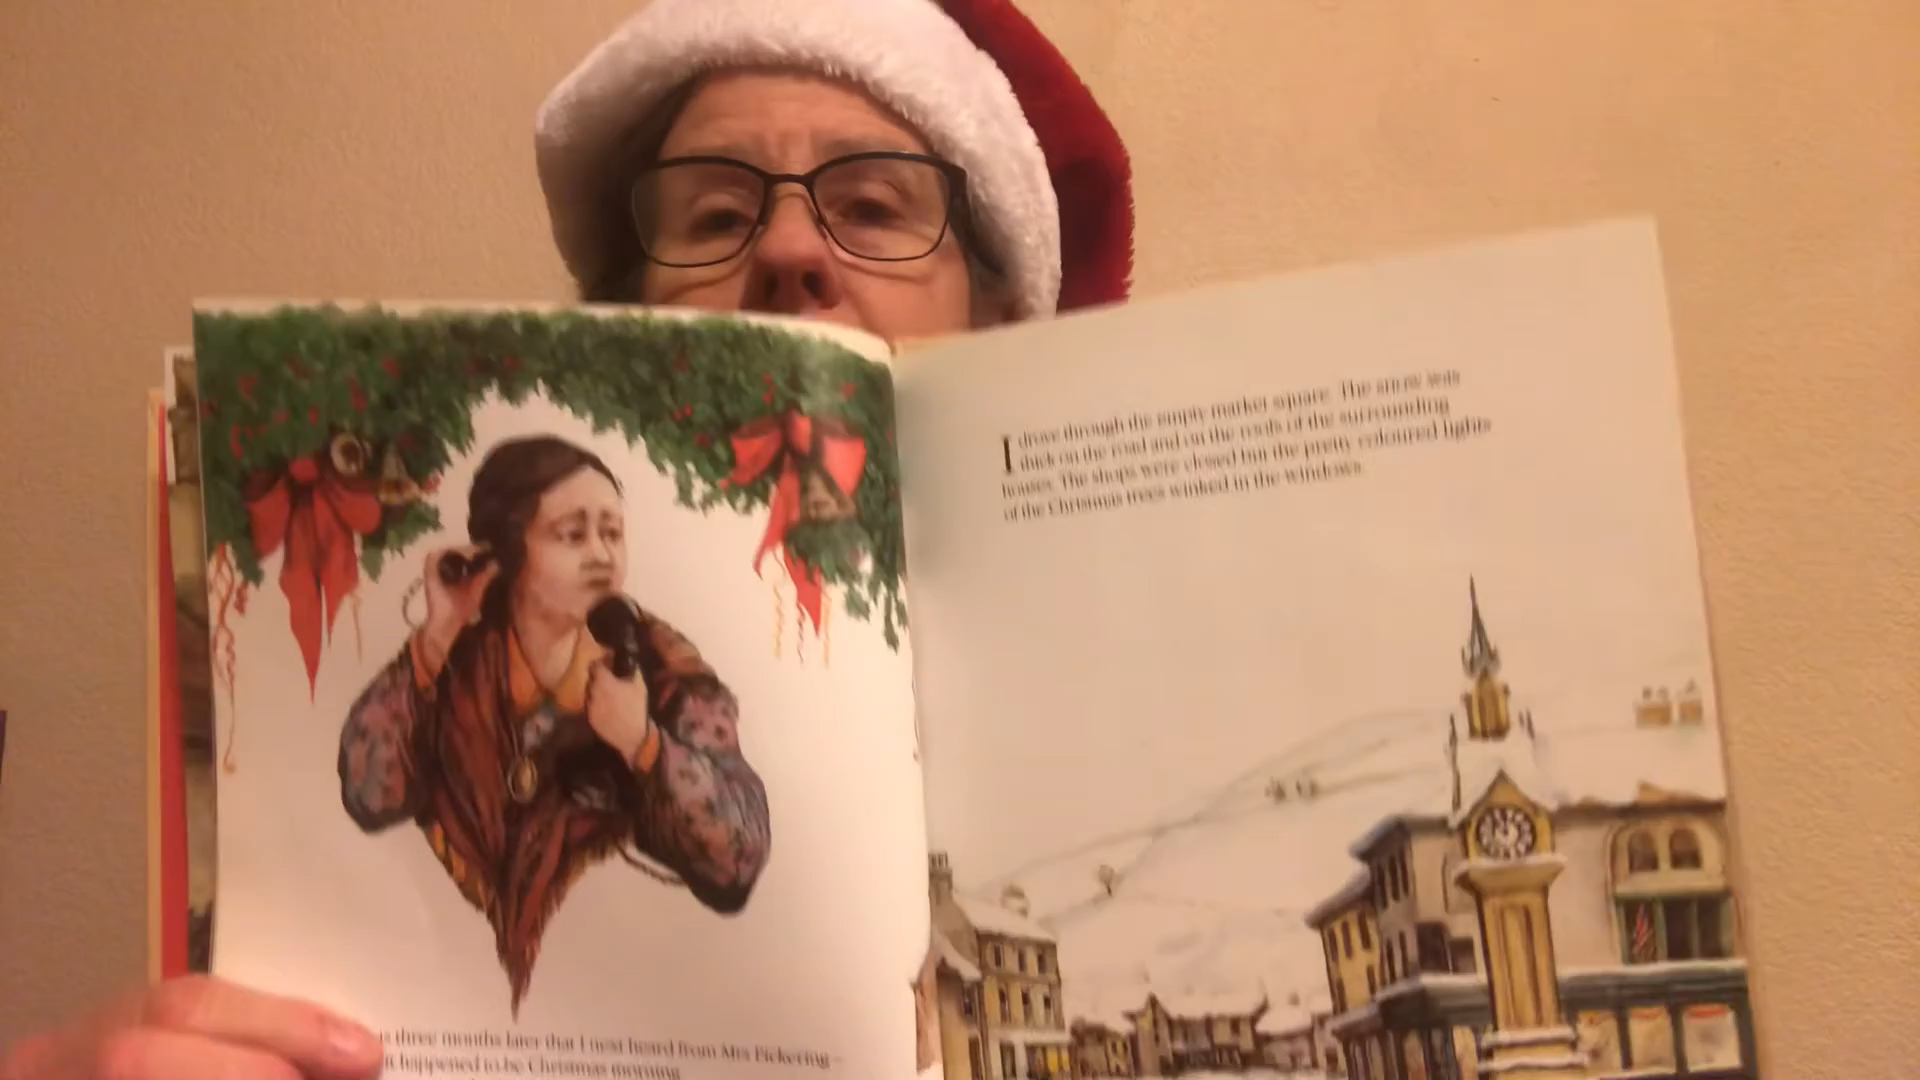 s three months later that I next heard from Mrs Pickering –
it happened to be Christmas morning
I drove through the empty market square. The snow was
thick on the road and on the roofs of the surrounding
houses. The shops were closed but the pretty coloured lights
of the Christmas trees winked in the windows.